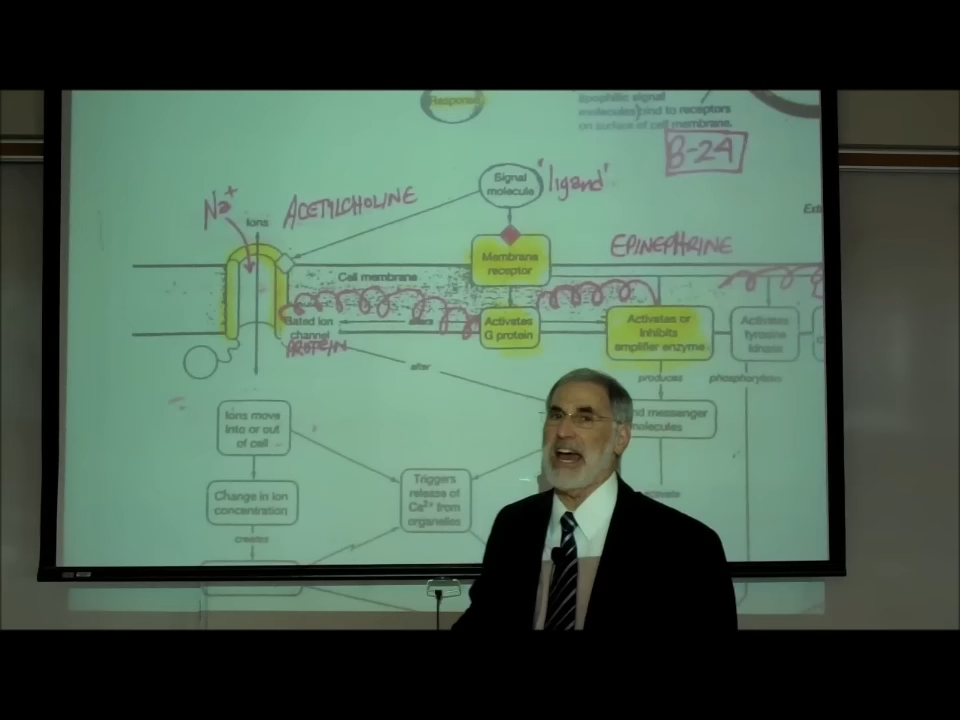 Response
lipophilic signal
molecules bind to receptors
on surface of cell membrane.
B-24
Signal
molecule
"ligand"
Na+
ACETYLCHOLINE
Ions
Membrane
receptor
EPINEPHRINE
Cell membrane
Gated ion
channel
PROTEIN
alters
Activates
G protein
Activates or
Inhibits
amplifier enzyme
Activates
tyrosine
kinase
alter
produces
phosphorylates
Ions move
into or out
of cell
messenger
molecules
Change in ion
concentration
Triggers
release of
Ca2+ from
organelles
creates